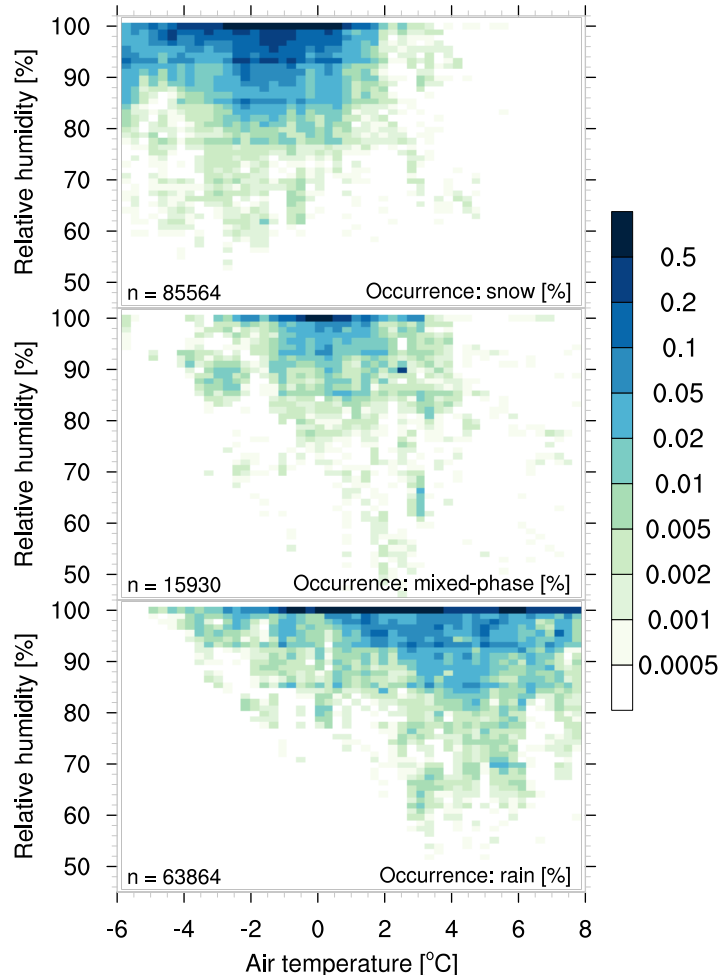 100
90
80
70
60
50
Relative humidity [%]
n = 85564
Occurrence: snow [%]
100
90
80
70
60
50
Relative humidity [%]
n = 15930
Occurrence: mixed-phase [%]
100
90
80
70
60
50
Relative humidity [%]
n = 63864
Occurrence: rain [%]
-6 -4 -2 0 2 4 6 8
Air temperature [°C]
0.5
0.2
0.1
0.05
0.02
0.01
0.005
0.002
0.001
0.0005